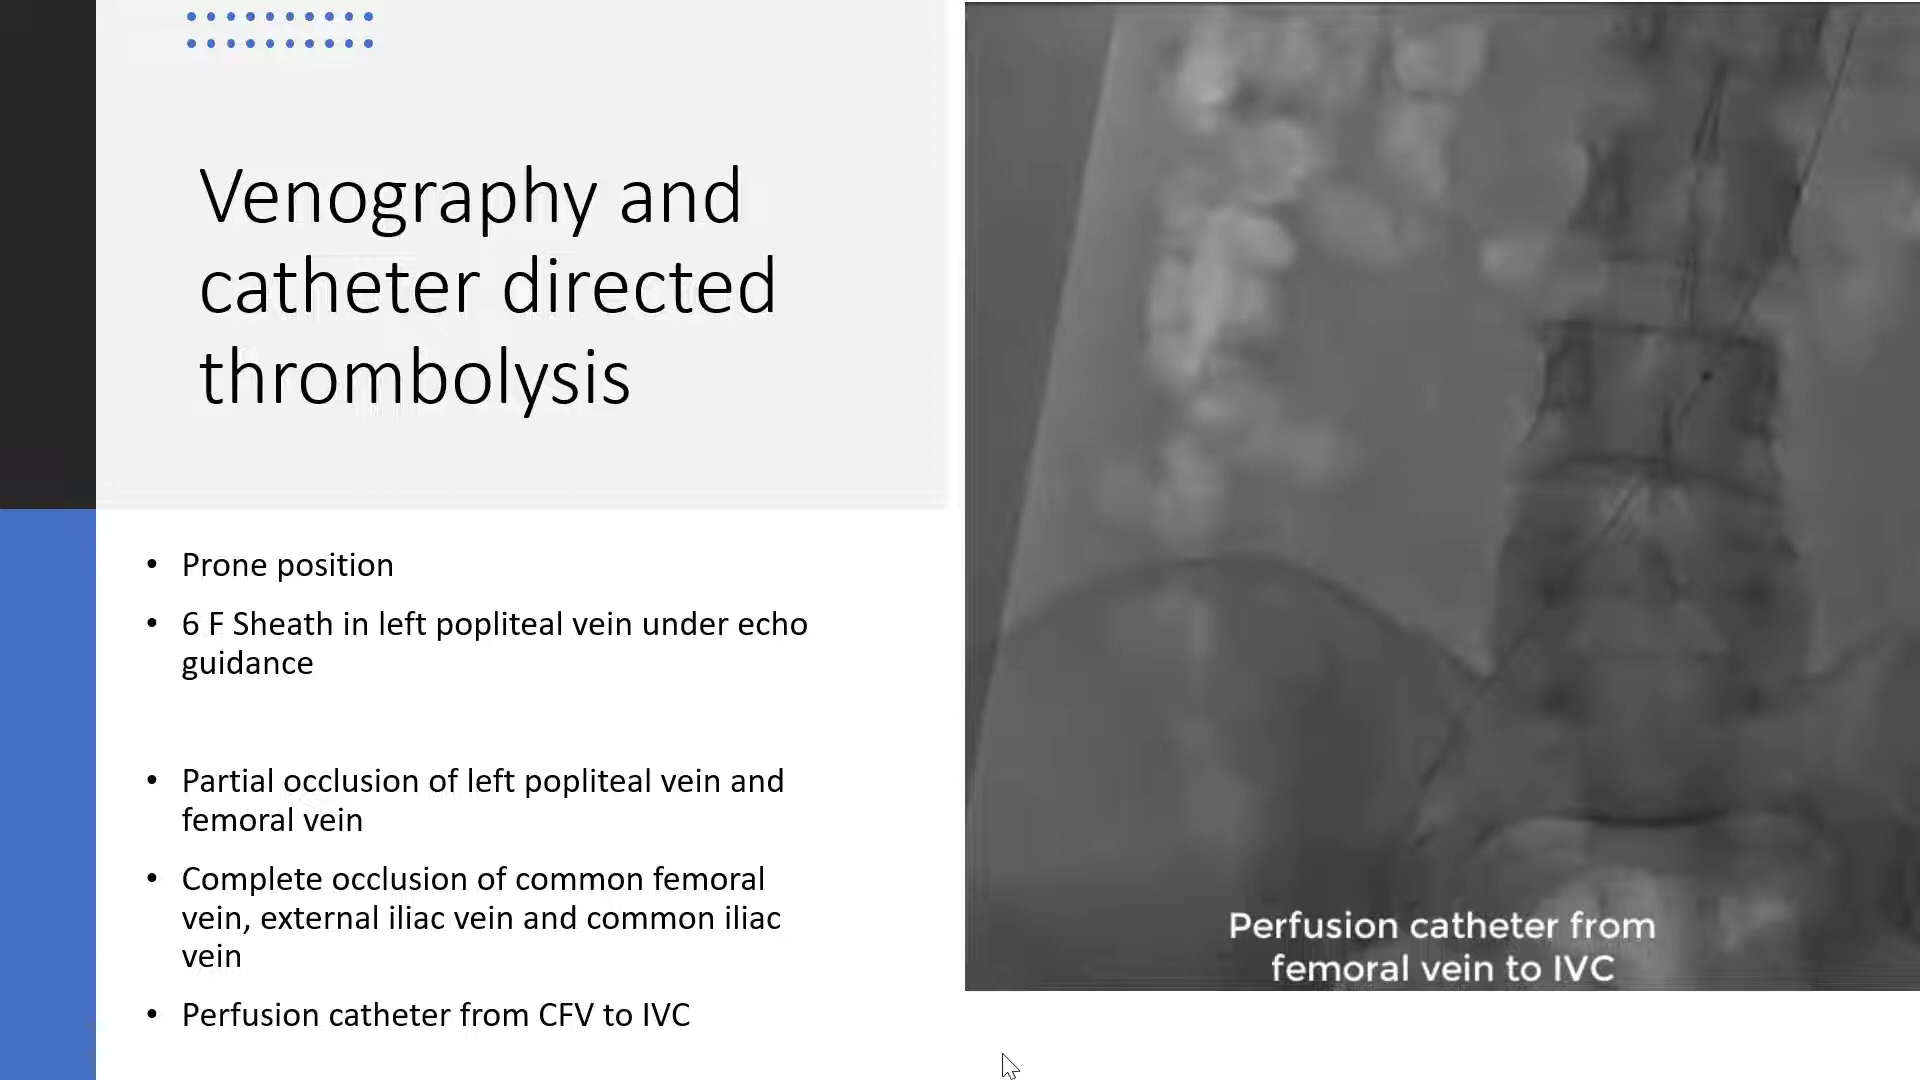 Venography and
catheter directed
thrombolysis
• Prone position
• 6 F Sheath in left popliteal vein under echo
guidance
• Partial occlusion of left popliteal vein and
femoral vein
• Complete occlusion of common femoral
vein, external iliac vein and common iliac
vein
• Perfusion catheter from CFV to IVC
Perfusion catheter from
femoral vein to IVC